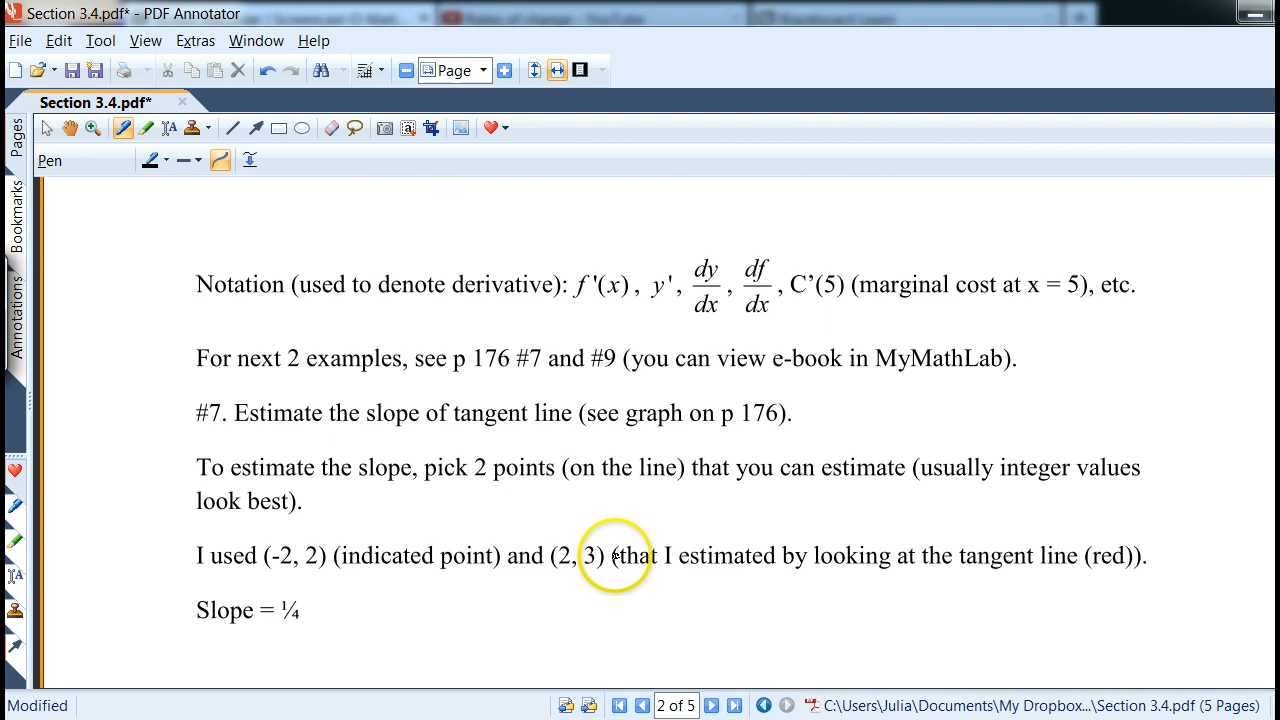 Section 3.4.pdf* - PDF Annotator
Rates of change - YouTube
Blackboard Learn
File Edit Tool View Extras Window Help
Page
Section 3.4.pdf*
Pen
Pages
Bookmarks
Annotations
Notation (used to denote derivative): f '(x) , y ', dy/dx , df/dx , C’(5) (marginal cost at x = 5), etc.
For next 2 examples, see p 176 #7 and #9 (you can view e-book in MyMathLab).
#7. Estimate the slope of tangent line (see graph on p 176).
To estimate the slope, pick 2 points (on the line) that you can estimate (usually integer values
look best).
I used (-2, 2) (indicated point) and (2, 3) (that I estimated by looking at the tangent line (red)).
Slope = ¼
Modified
2 of 5
C:\Users\Julia\Documents\My Dropbox...\Section 3.4.pdf (5 Pages)